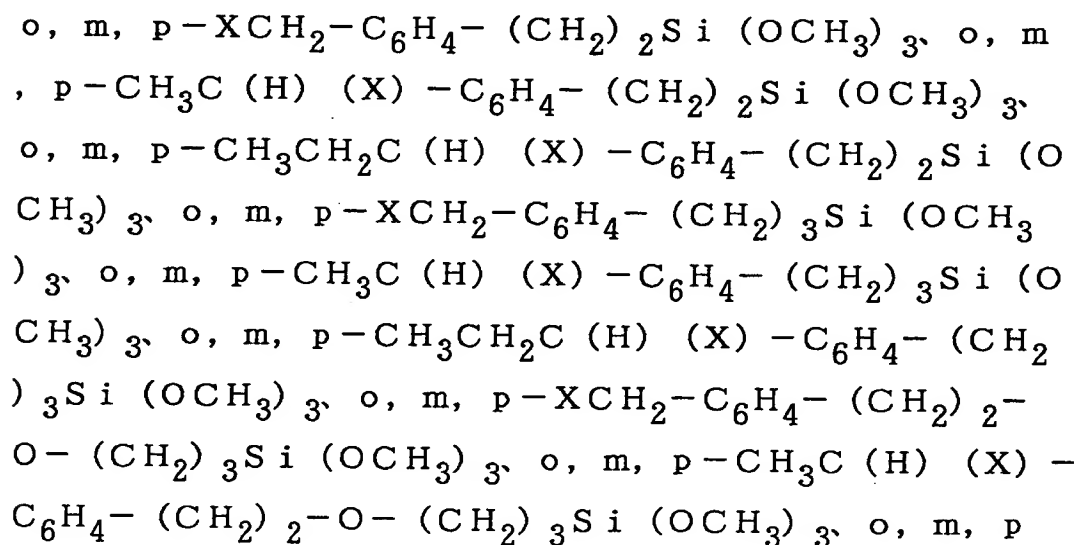 o, m, p－XCH₂－C₆H₄－ (CH₂) ₂Si (OCH₃) ₃、o, m
, p－CH₃C (H) (X) －C₆H₄－ (CH₂) ₂Si (OCH₃) ₃、
o, m, p－CH₃CH₂C (H) (X) －C₆H₄－ (CH₂) ₂Si (O
CH₃) ₃、o, m, p－XCH₂－C₆H₄－ (CH₂) ₃Si (OCH₃
) ₃、o, m, p－CH₃C (H) (X) －C₆H₄－ (CH₂) ₃Si (O
CH₃) ₃、o, m, p－CH₃CH₂C (H) (X) －C₆H₄－ (CH₂
) ₃Si (OCH₃) ₃、o, m, p－XCH₂－C₆H₄－ (CH₂) ₂－
O－ (CH₂) ₃Si (OCH₃) ₃、o, m, p－CH₃C (H) (X) －
C₆H₄－ (CH₂) ₂－O－ (CH₂) ₃Si (OCH₃) ₃、o, m, p